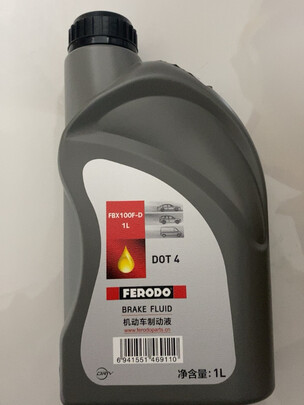 FBX100F-D
1L
DOT 4
FERODO
BRAKE FLUID
机动车制动液
www.ferodoparts.cn
6 941551 469110
净含量: 1L